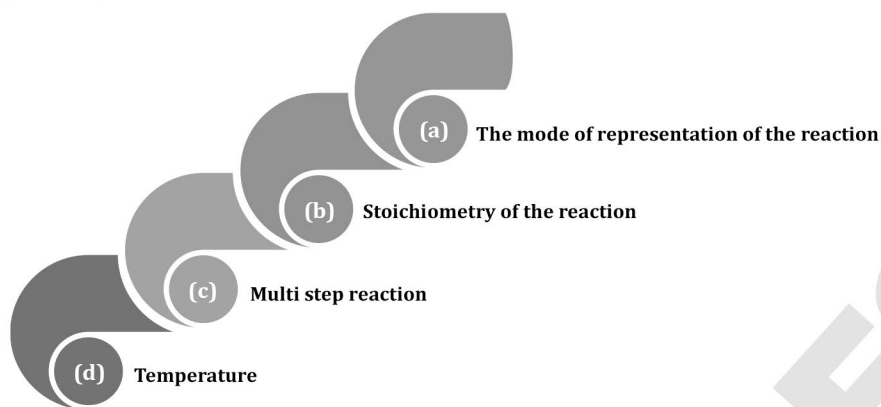 (a) The mode of representation of the reaction
(b) Stoichiometry of the reaction
(c) Multi step reaction
(d) Temperature